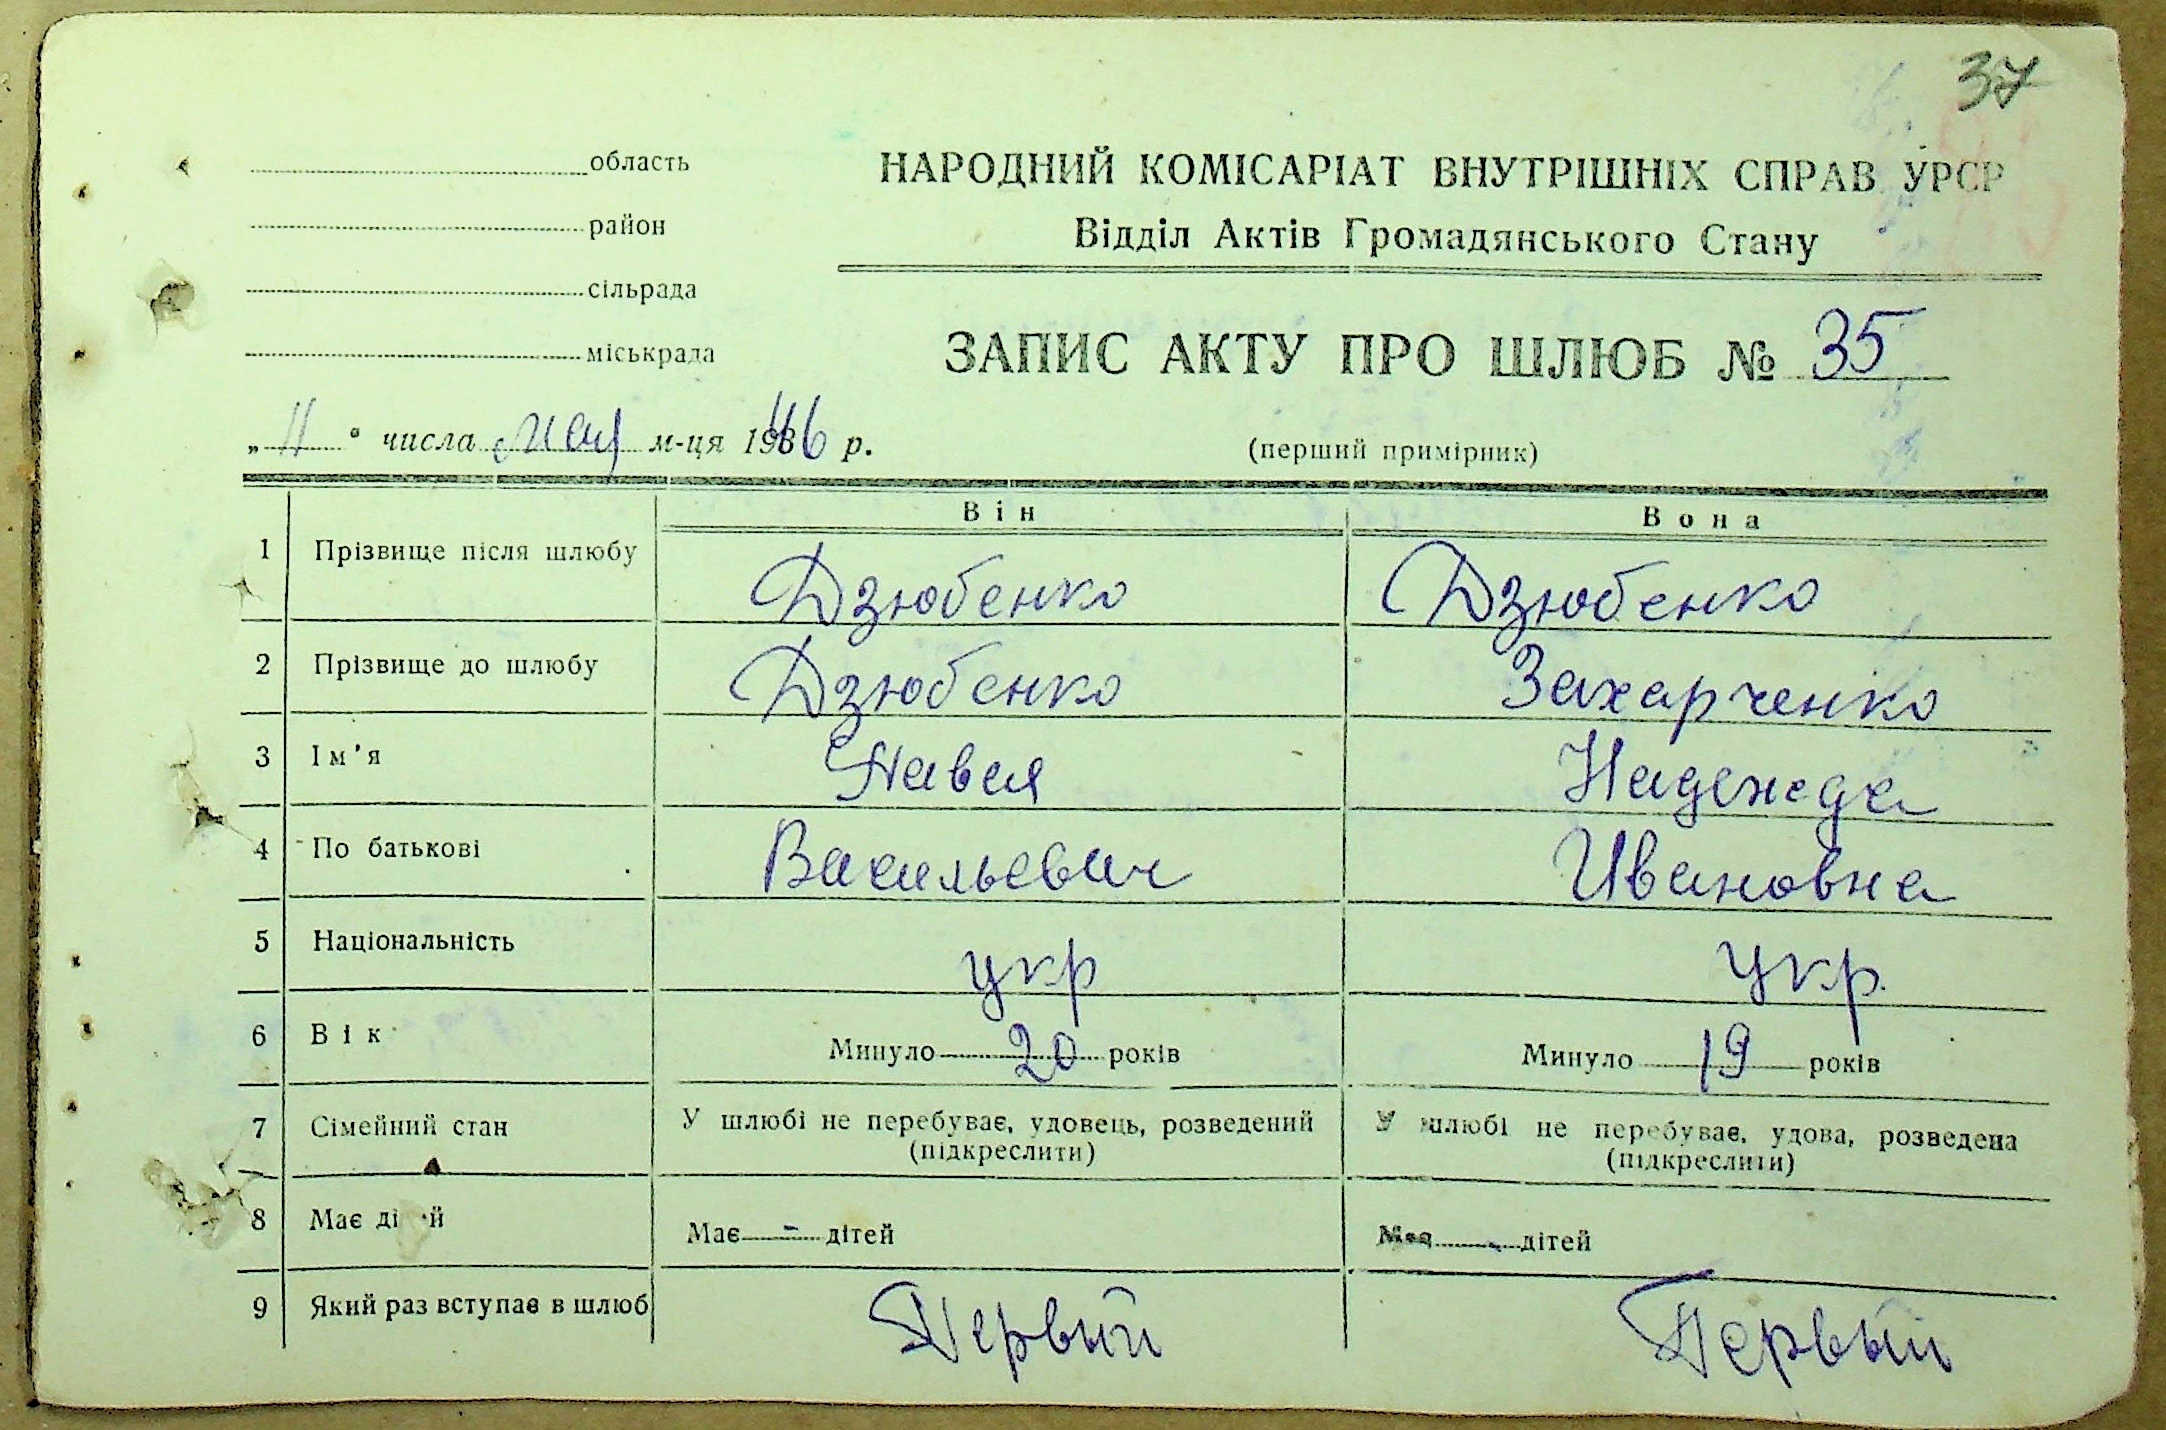 37
область
район
сільрада
міськрада
НАРОДНИЙ КОМІСАРІАТ ВНУТРІШНІХ СПРАВ УРСР
Відділ Актів Громадянського Стану
ЗАПИС АКТУ ПРО ШЛЮБ № 35
„ 11 “ числа мая м-ця 1946 р.
(перший примірник)
Він Вона
1 Прізвище після шлюбу Дзюбенко Дзюбенко
2 Прізвище до шлюбу Дзюбенко Захарченко
3 Ім'я Павел Надежда
4 По батькові Васильевич Ивановна
5 Національність укр укр.
6 Вік Минуло 20 років Минуло 19 років
7 Сімейний стан У шлюбі не перебуває, удовець, розведений У шлюбі не перебуває, удова, розведена
(підкреслити) (підкреслити)
8 Має дітей Має - дітей Має - дітей
9 Який раз вступає в шлюб Первый Первый